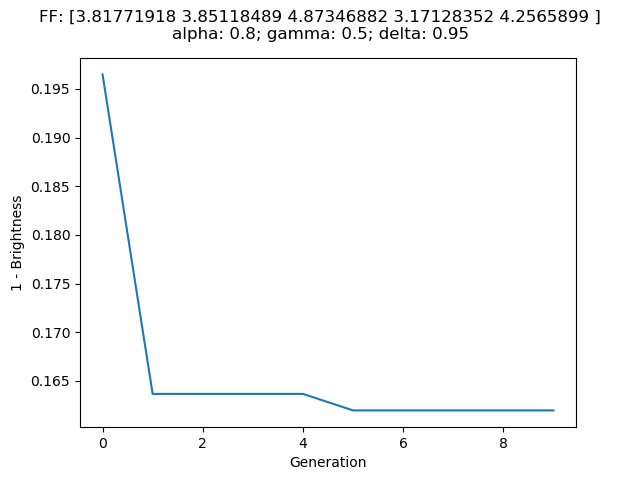 FF: [3.81771918 3.85118489 4.87346882 3.17128352 4.2565899 ]
alpha: 0.8; gamma: 0.5; delta: 0.95
0.195
0.190
0.185
0.180
0.175
0.170
0.165
1 - Brightness
0 2 4 6 8
Generation